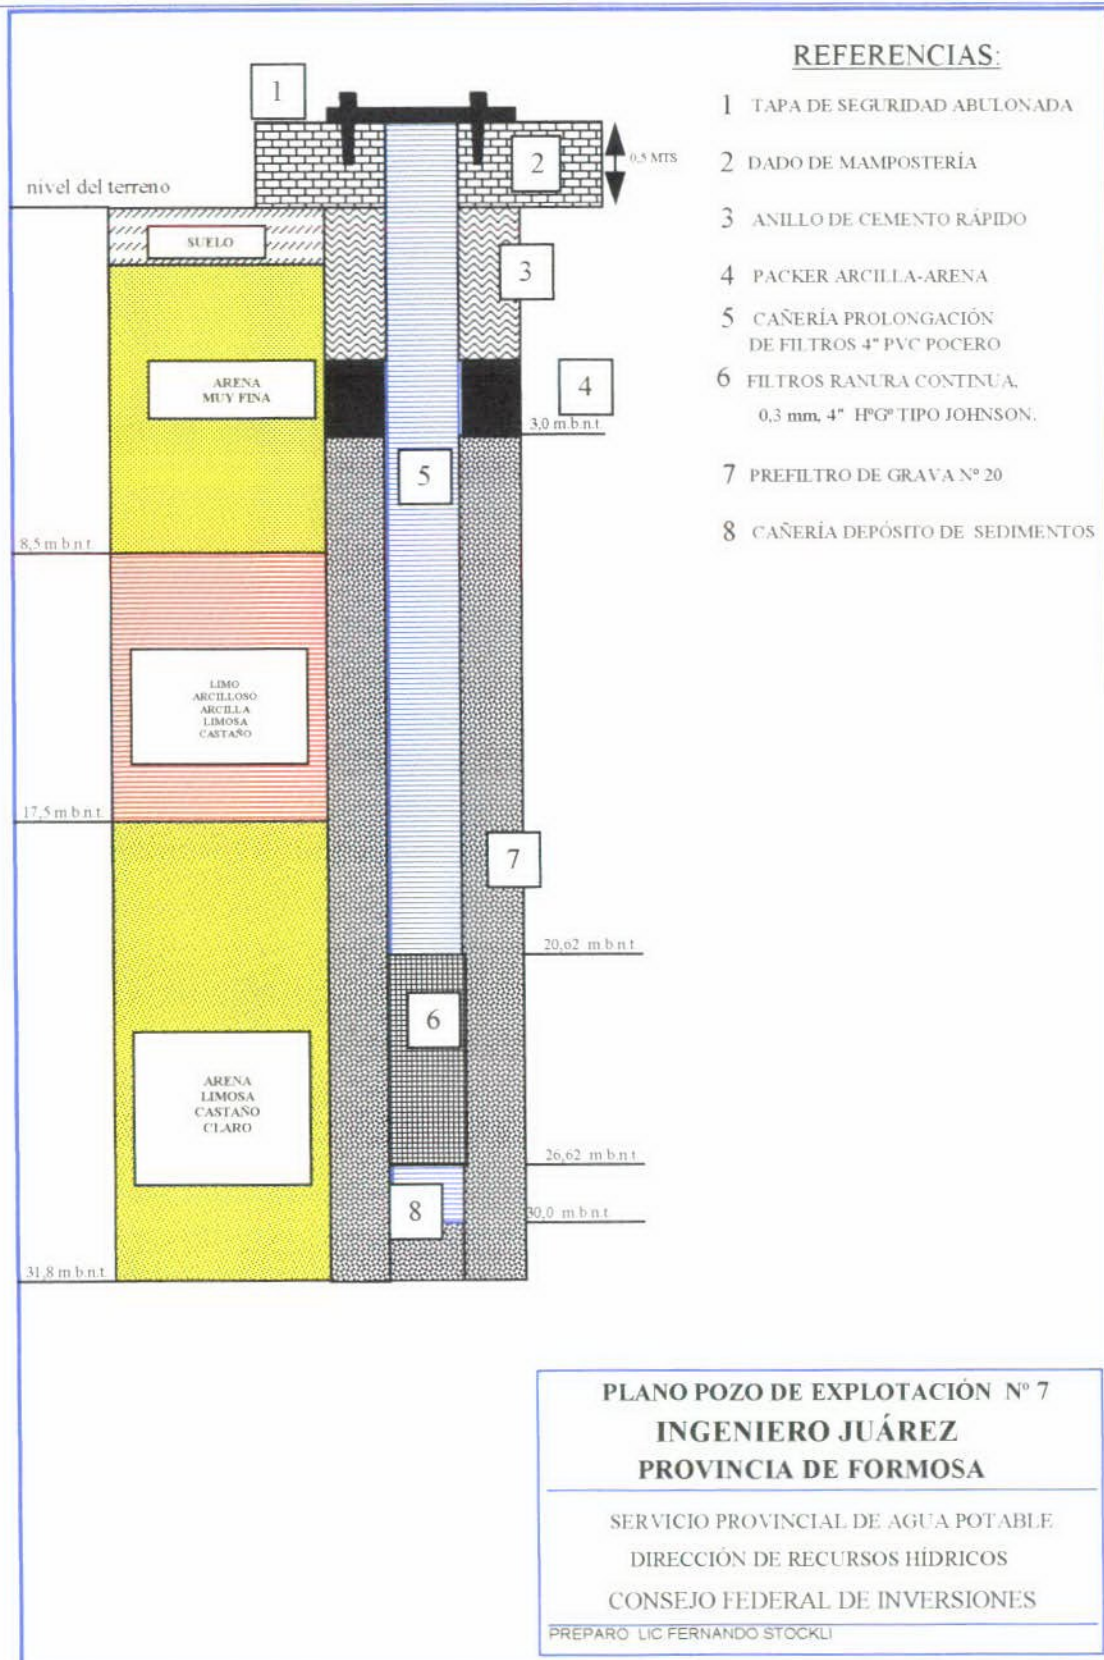 REFERENCIAS:
1 TAPA DE SEGURIDAD ABULONADA
2 DADO DE MAMPOSTERÍA
3 ANILLO DE CEMENTO RÁPIDO
4 PACKER ARCILLA-ARENA
5 CAÑERÍA PROLONGACIÓN
DE FILTROS 4" PVC POCERO
6 FILTROS RANURA CONTINUA,
0,3 mm, 4" HºGº TIPO JOHNSON.
7 PREFILTRO DE GRAVA Nº 20
8 CAÑERÍA DEPÓSITO DE SEDIMENTOS
1
2
0,5 MTS
nivel del terreno
SUELO
3
ARENA
MUY FINA
4
3,0 m.b.n.t.
5
8,5 m b.n.t.
LIMO
ARCILLOSO
ARCILLA
LIMOSA
CASTAÑO
17,5 m b.n.t.
7
20,62 m b n.t
6
ARENA
LIMOSA
CASTAÑO
CLARO
26,62 m b.n.t.
8
30,0 m b.n.t
31,8 m b.n.t.
PLANO POZO DE EXPLOTACIÓN Nº 7
INGENIERO JUÁREZ
PROVINCIA DE FORMOSA
SERVICIO PROVINCIAL DE AGUA POTABLE
DIRECCIÓN DE RECURSOS HÍDRICOS
CONSEJO FEDERAL DE INVERSIONES
PREPARO LIC FERNANDO STOCKLI